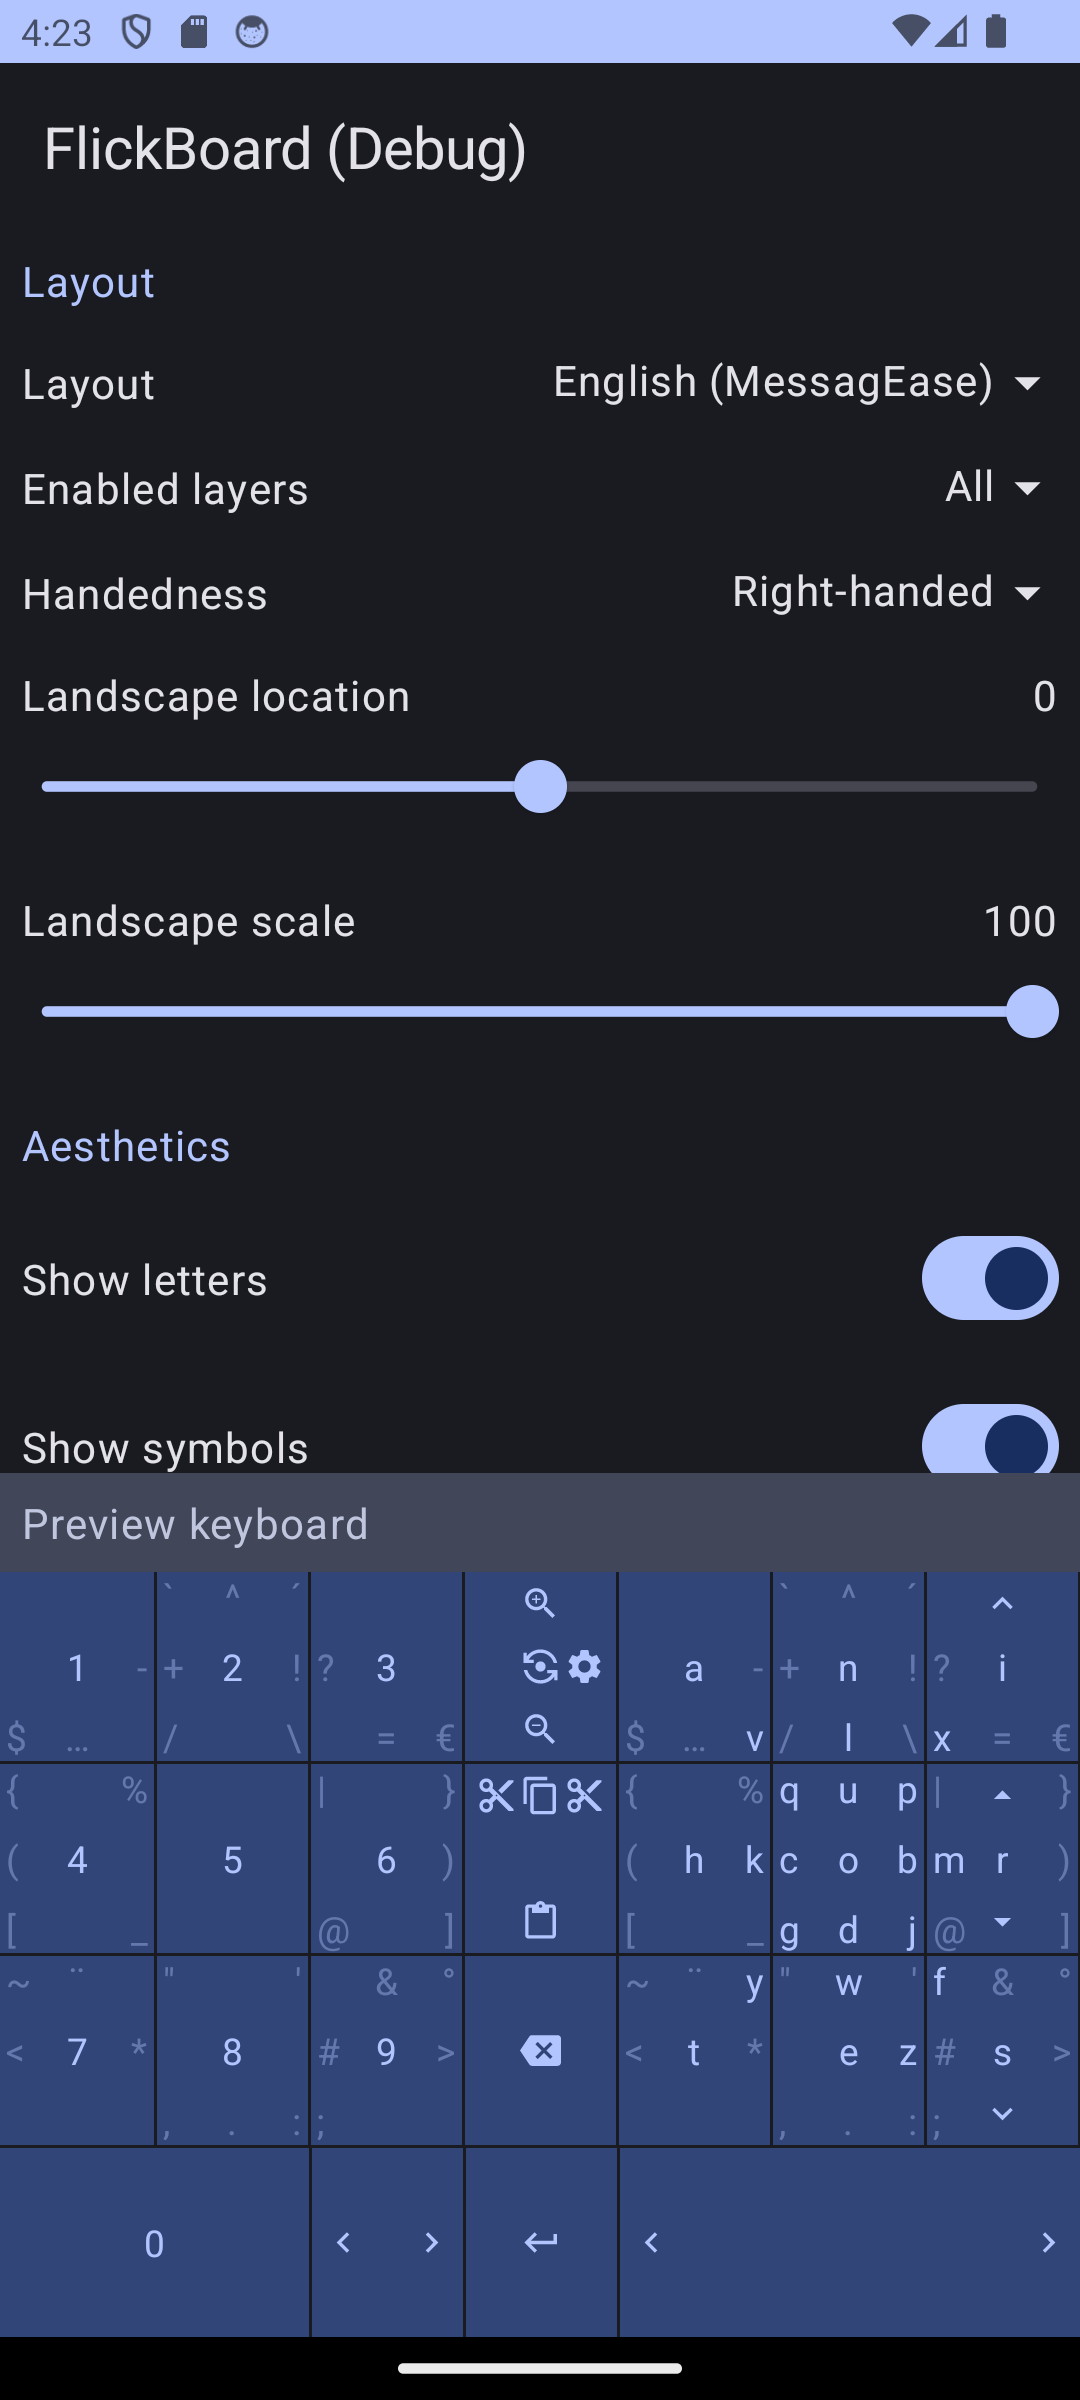 4:23
FlickBoard (Debug)
Layout
Layout English (MessagEase)
Enabled layers All
Handedness Right-handed
Landscape location 0
Landscape scale 100
Aesthetics
Show letters
Show symbols
Preview keyboard
` ^ ´ ` ^ ´
1 - + 2 ! ? 3 a - + n ! ? i
$ … / \ = € $ … v / l \ x = €
{ % | } { % q u p | }
( 4 5 6 ) ( h k c o b m r )
[ _ @ ] [ _ g d j @ ]
~ ¨ " ' & ° ~ ¨ y " w ' f & °
< 7 * 8 # 9 > < t * e z # s >
, . : ; , . : ;
0